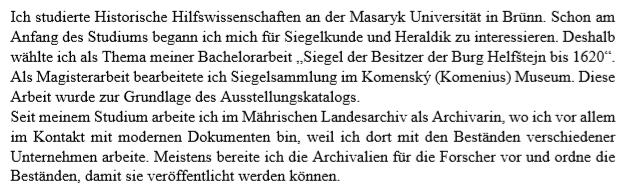 Ich studierte Historische Hilfswissenschaften an der Masaryk Universität in Brünn. Schon am
Anfang des Studiums begann ich mich für Siegelkunde und Heraldik zu interessieren. Deshalb
wählte ich als Thema meiner Bachelorarbeit „Siegel der Besitzer der Burg Helfštejn bis 1620“.
Als Magisterarbeit bearbeitete ich Siegelsammlung im Komenský (Komenius) Museum. Diese
Arbeit wurde zur Grundlage des Ausstellungskatalogs.
Seit meinem Studium arbeite ich im Mährischen Landesarchiv als Archivarin, wo ich vor allem
im Kontakt mit modernen Dokumenten bin, weil ich dort mit den Beständen verschiedener
Unternehmen arbeite. Meistens bereite ich die Archivalien für die Forscher vor und ordne die
Beständen, damit sie veröffentlicht werden können.